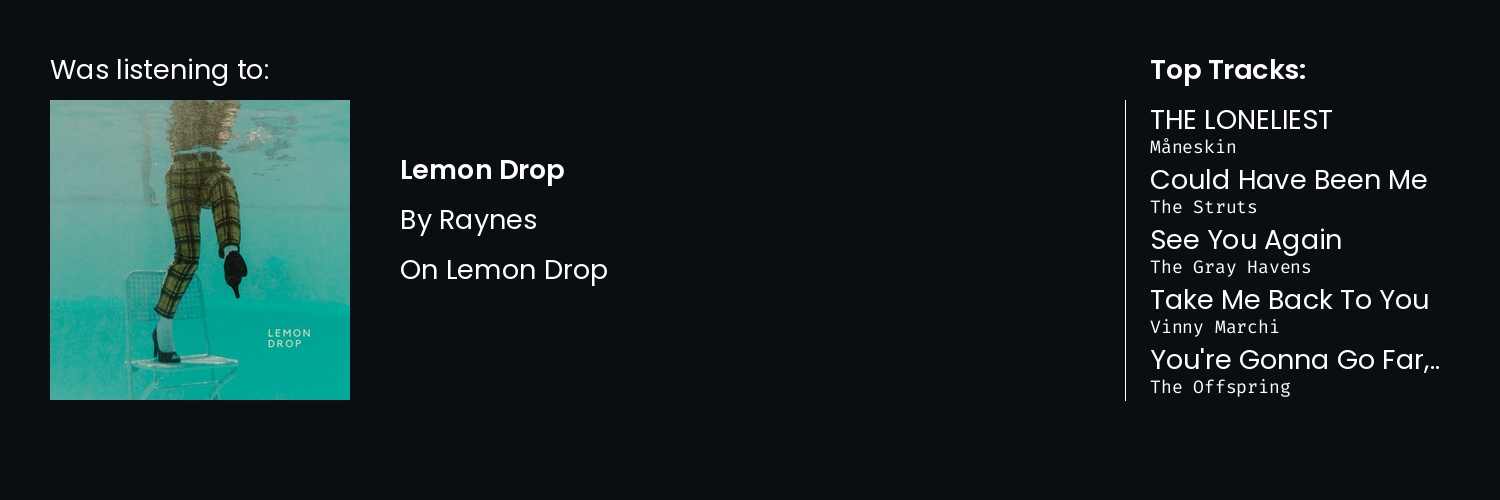 Was listening to:
LEMON
DROP
Lemon Drop
By Raynes
On Lemon Drop
Top Tracks:
THE LONELIEST
Måneskin
Could Have Been Me
The Struts
See You Again
The Gray Havens
Take Me Back To You
Vinny Marchi
You're Gonna Go Far,..
The Offspring